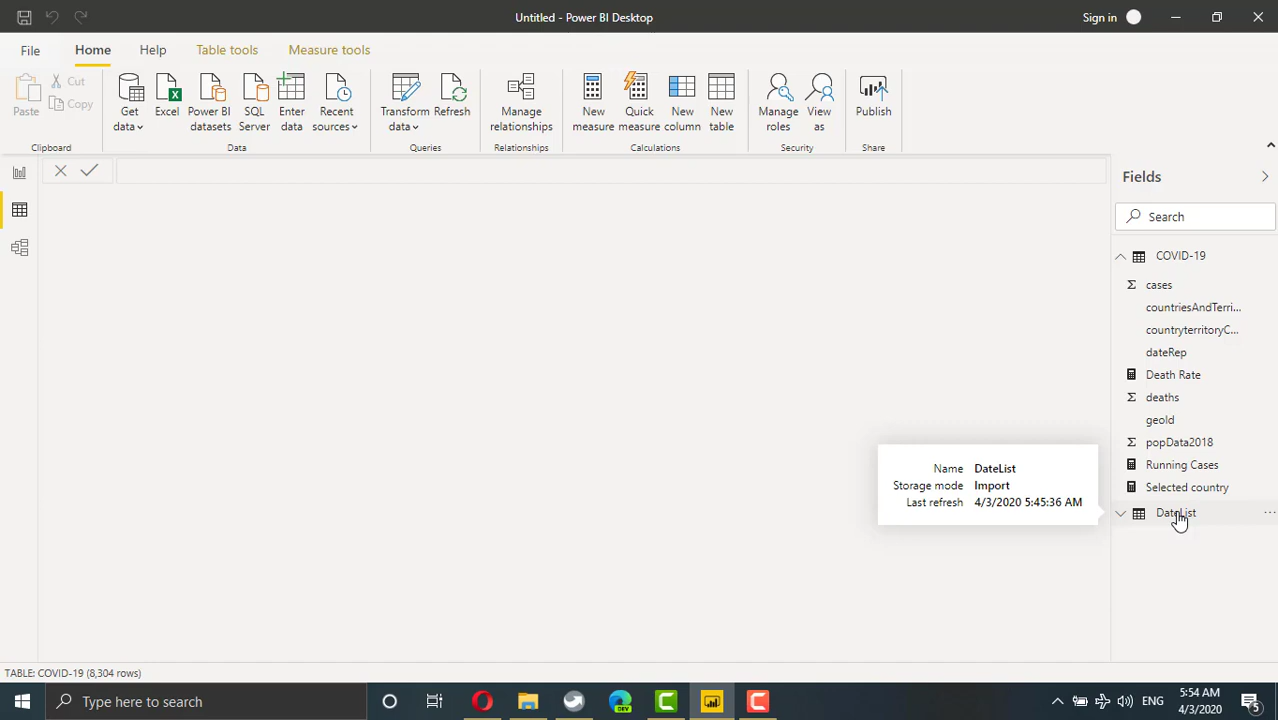 Untitled - Power BI Desktop
Sign in
File
Home
Help
Table tools
Measure tools
Paste
Cut
Copy
Get data
Excel
Power BI datasets
SQL Server
Enter data
Recent sources
Transform data
Refresh
Manage relationships
New measure
Quick measure
New column
New table
Manage roles
View as
Publish
Clipboard
Data
Queries
Relationships
Calculations
Security
Share
Fields
Search
COVID-19
cases
countriesAndTerri...
countryterritoryC...
dateRep
Death Rate
deaths
geoId
popData2018
Running Cases
Selected country
DateList
Name DateList
Storage mode Import
Last refresh 4/3/2020 5:45:36 AM
TABLE: COVID-19 (8,304 rows)
Type here to search
DEV
ENG
5:54 AM
4/3/2020
5